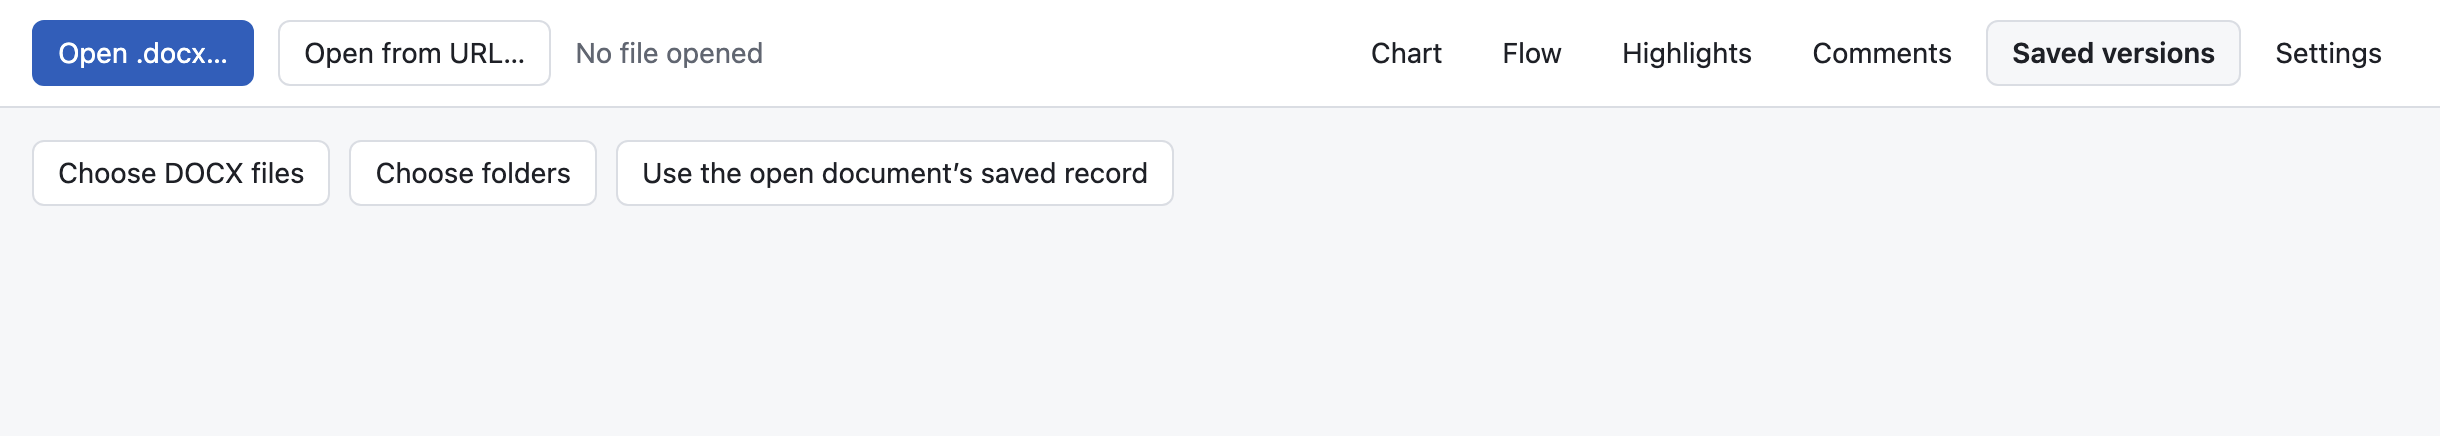 Open .docx… Open from URL… No file opened Chart Flow Highlights Comments Saved versions Settings
Choose DOCX files Choose folders Use the open document’s saved record